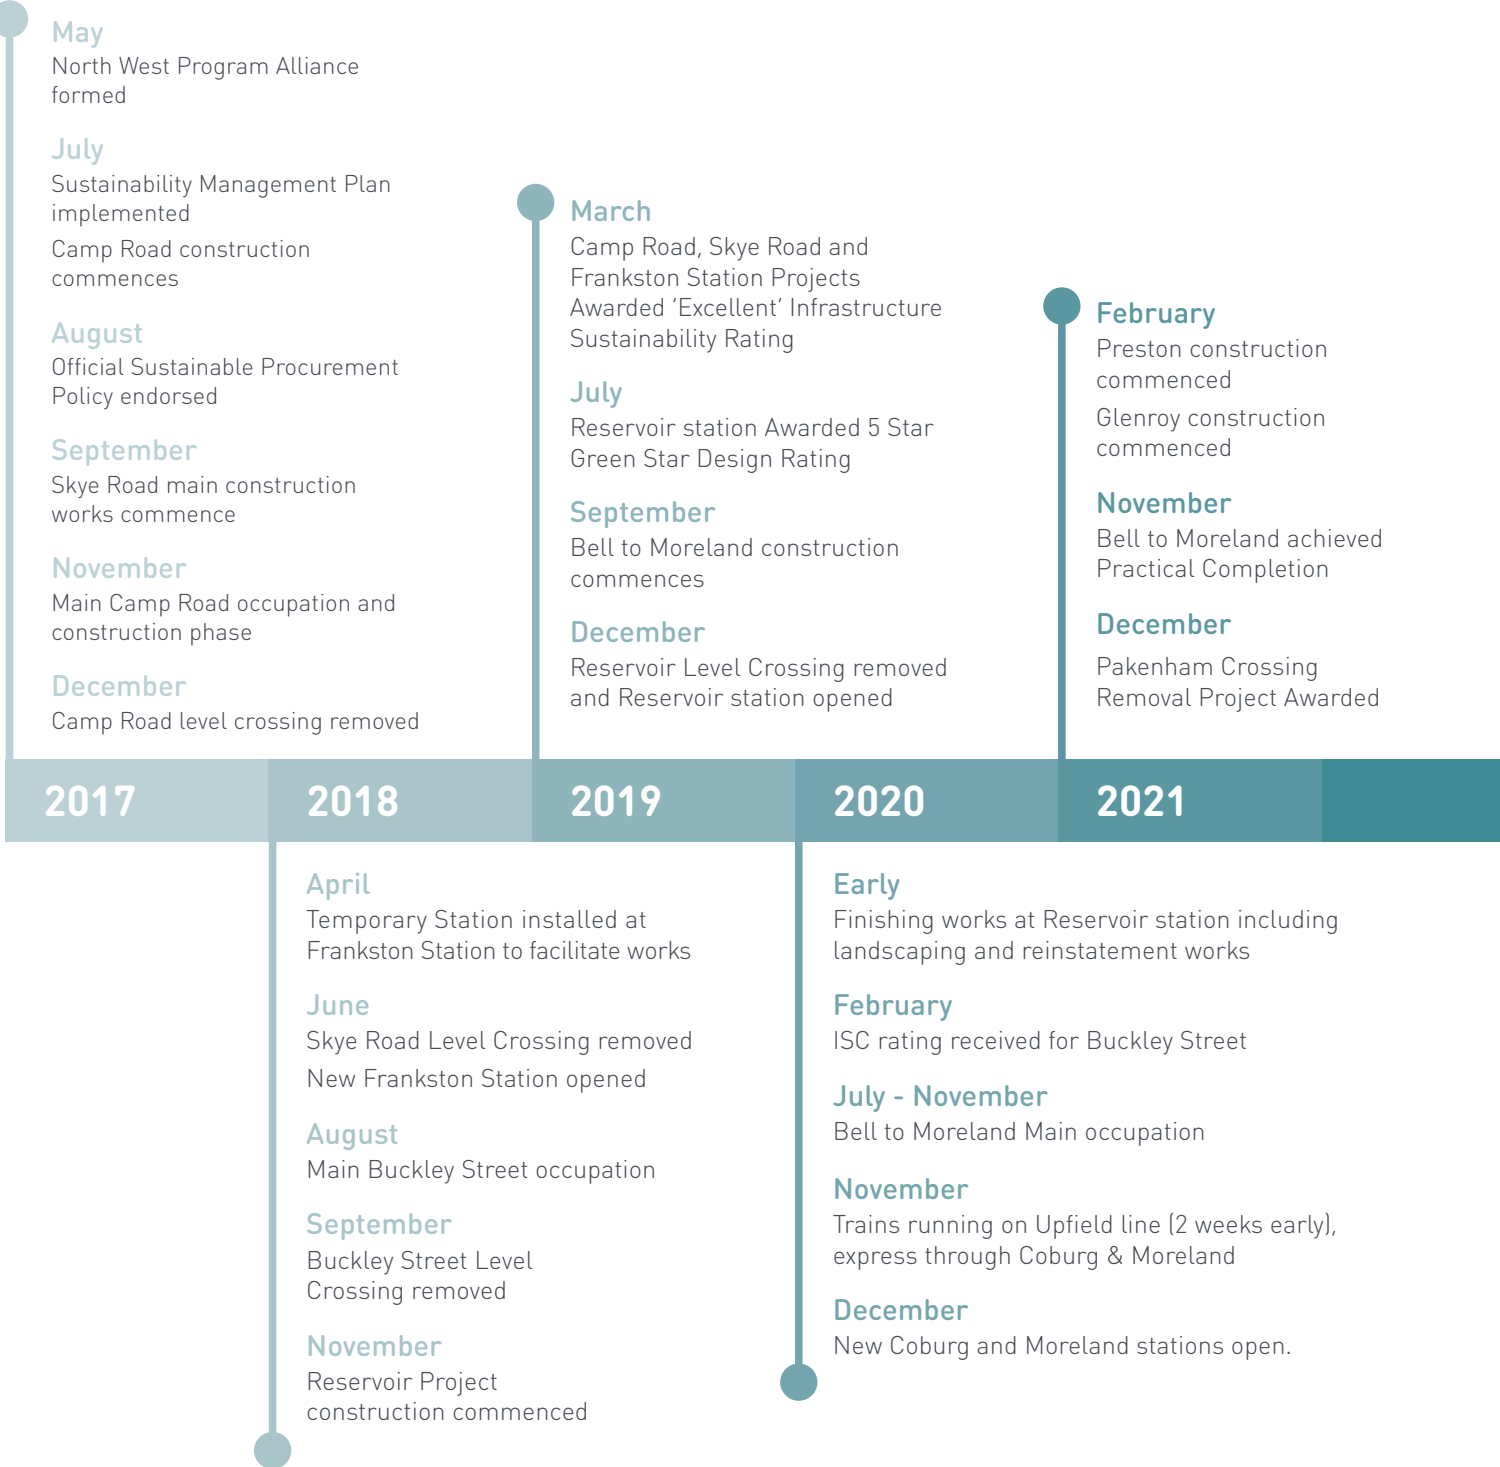 May
North West Program Alliance
formed
July
Sustainability Management Plan
implemented
Camp Road construction
commences
August
Official Sustainable Procurement
Policy endorsed
September
Skye Road main construction
works commence
November
Main Camp Road occupation and
construction phase
December
Camp Road level crossing removed
March
Camp Road, Skye Road and
Frankston Station Projects
Awarded ‘Excellent’ Infrastructure
Sustainability Rating
July
Reservoir station Awarded 5 Star
Green Star Design Rating
September
Bell to Moreland construction
commences
December
Reservoir Level Crossing removed
and Reservoir station opened
February
Preston construction
commenced
Glenroy construction
commenced
November
Bell to Moreland achieved
Practical Completion
December
Pakenham Crossing
Removal Project Awarded
2017
2018
2019
2020
2021
April
Temporary Station installed at
Frankston Station to facilitate works
June
Skye Road Level Crossing removed
New Frankston Station opened
August
Main Buckley Street occupation
September
Buckley Street Level
Crossing removed
November
Reservoir Project
construction commenced
Early
Finishing works at Reservoir station including
landscaping and reinstatement works
February
ISC rating received for Buckley Street
July - November
Bell to Moreland Main occupation
November
Trains running on Upfield line (2 weeks early),
express through Coburg & Moreland
December
New Coburg and Moreland stations open.